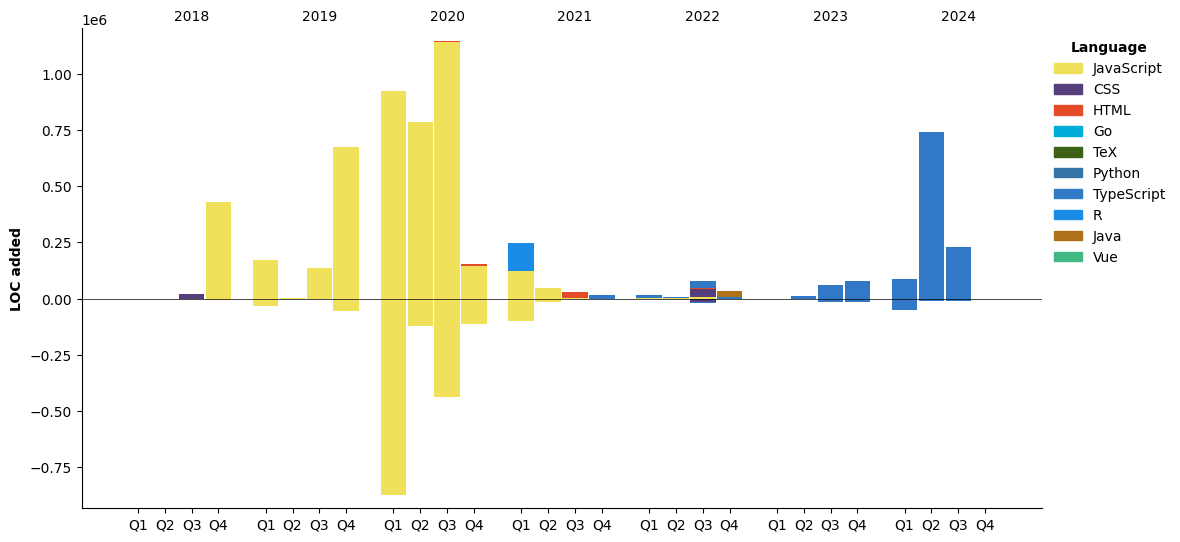 2018 2019 2020 2021 2022 2023 2024
1e6
LOC added
1.00
0.75
0.50
0.25
0.00
−0.25
−0.50
−0.75
Q1 Q2 Q3 Q4 Q1 Q2 Q3 Q4 Q1 Q2 Q3 Q4 Q1 Q2 Q3 Q4 Q1 Q2 Q3 Q4 Q1 Q2 Q3 Q4 Q1 Q2 Q3 Q4
Language
JavaScript
CSS
HTML
Go
TeX
Python
TypeScript
R
Java
Vue